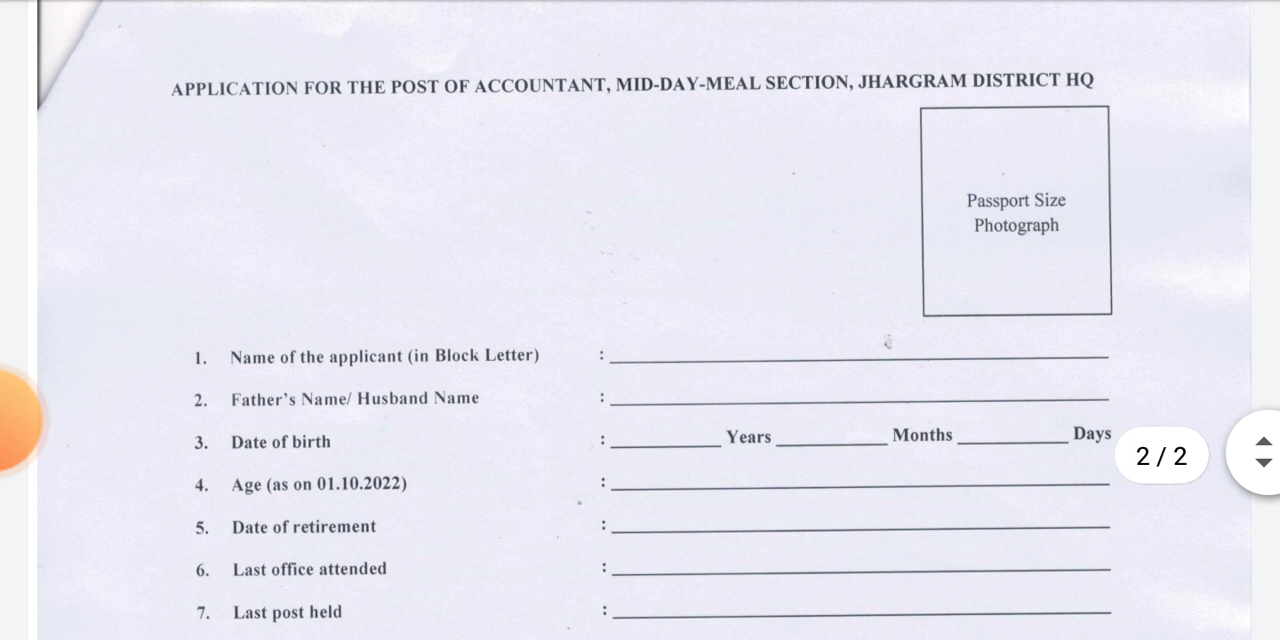 APPLICATION FOR THE POST OF ACCOUNTANT, MID-DAY-MEAL SECTION, JHARGRAM DISTRICT HQ
Passport Size
Photograph
1. Name of the applicant (in Block Letter) :
2. Father's Name/ Husband Name :
3. Date of birth : Years Months Days
2 / 2
4. Age (as on 01.10.2022) :
5. Date of retirement :
6. Last office attended :
7. Last post held :